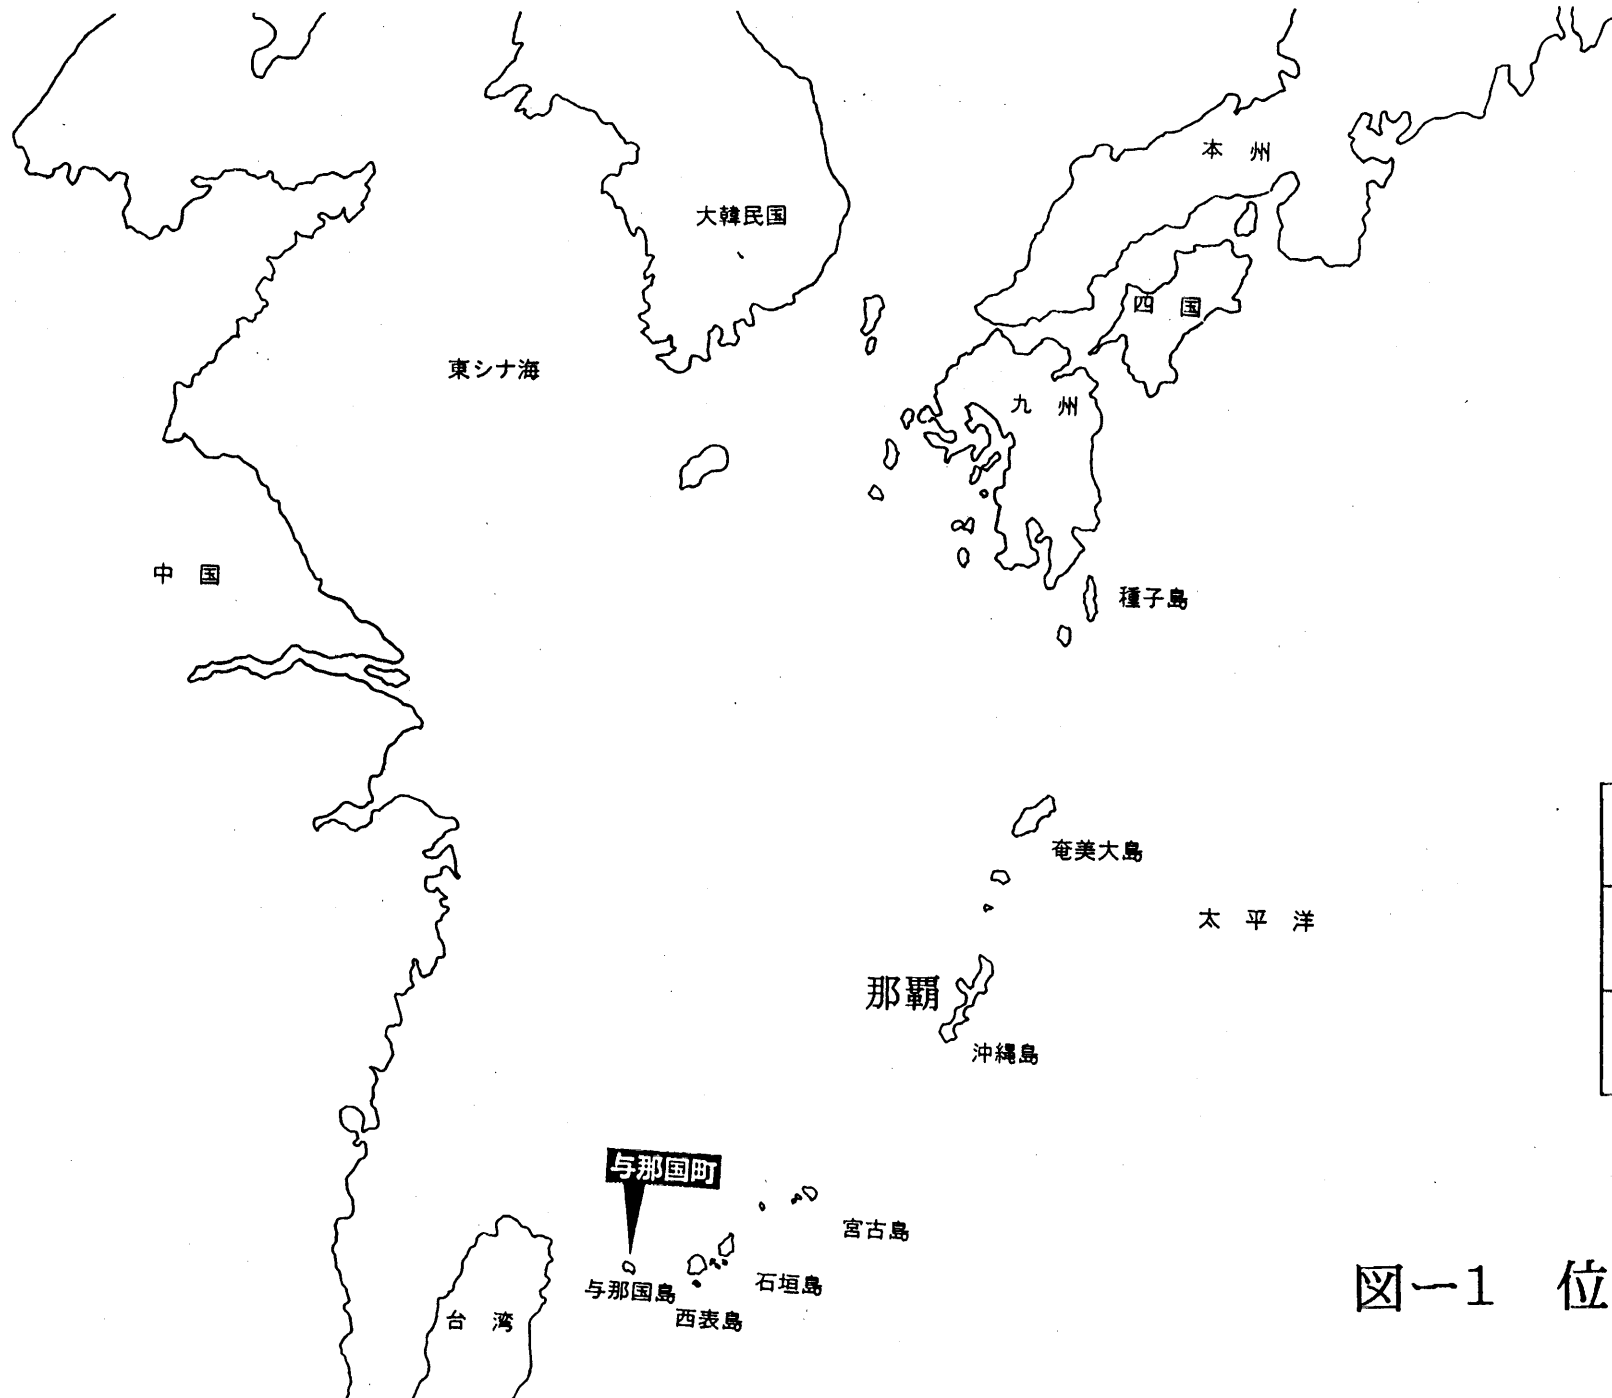 本州
大韓民国
四国
東シナ海
九州
中国
種子島
奄美大島
太平洋
那覇
沖縄島
与那国町
宮古島
石垣島
与那国島
西表島
台湾
図ー1 位